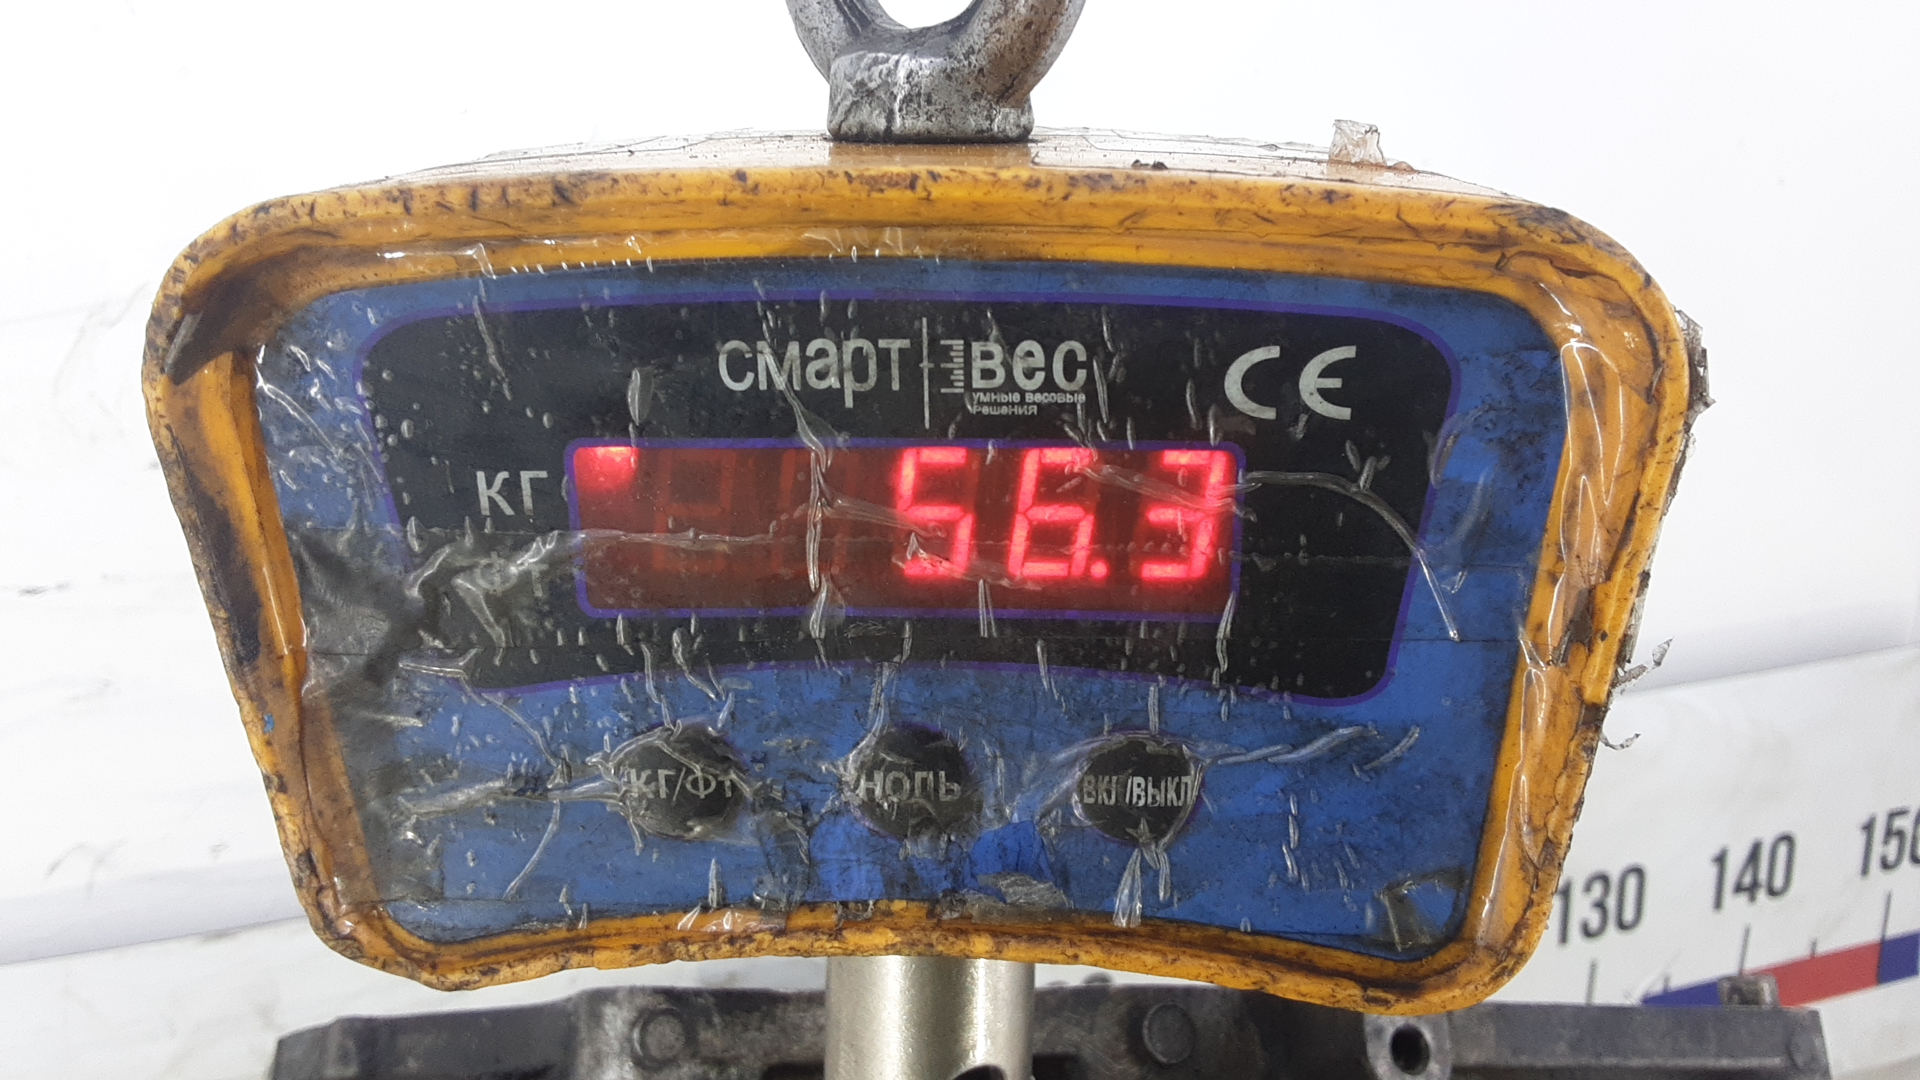 смарт вес
умные весовые
решения
CE
кг 56.3
КГ/ФТ НОЛЬ ВКЛ/ВЫКЛ
130 140 150